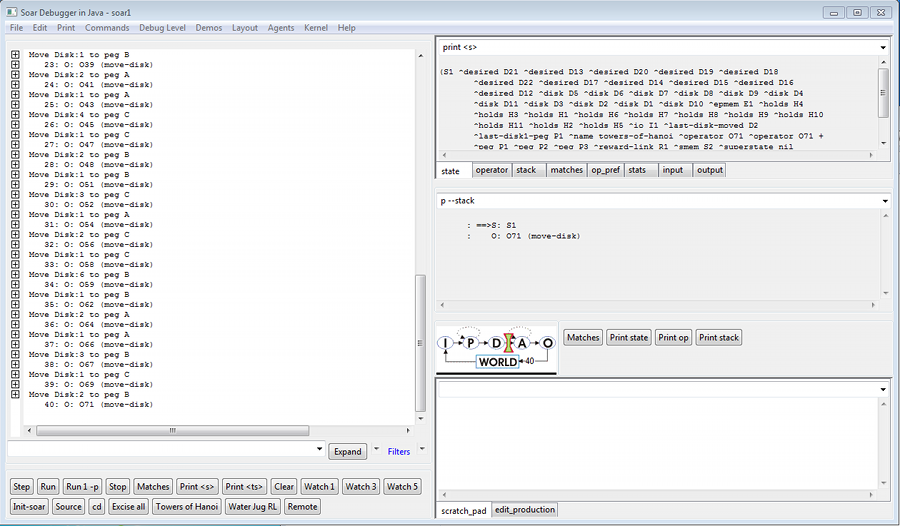 Soar Debugger in Java - soar1
File Edit Print Commands Debug Level Demos Layout Agents Kernel Help
Move Disk:1 to peg B
23: O: O39 (move-disk)
Move Disk:2 to peg A
24: O: O41 (move-disk)
Move Disk:1 to peg A
25: O: O43 (move-disk)
Move Disk:4 to peg C
26: O: O45 (move-disk)
Move Disk:1 to peg C
27: O: O47 (move-disk)
Move Disk:2 to peg B
28: O: O48 (move-disk)
Move Disk:1 to peg B
29: O: O51 (move-disk)
Move Disk:3 to peg C
30: O: O52 (move-disk)
Move Disk:1 to peg A
31: O: O54 (move-disk)
Move Disk:2 to peg C
32: O: O56 (move-disk)
Move Disk:1 to peg C
33: O: O58 (move-disk)
Move Disk:6 to peg B
34: O: O59 (move-disk)
Move Disk:1 to peg B
35: O: O62 (move-disk)
Move Disk:2 to peg A
36: O: O64 (move-disk)
Move Disk:1 to peg A
37: O: O66 (move-disk)
Move Disk:3 to peg B
38: O: O67 (move-disk)
Move Disk:1 to peg C
39: O: O69 (move-disk)
Move Disk:2 to peg B
40: O: O71 (move-disk)
Expand Filters
Step Run Run 1 -p Stop Matches Print <s> Print <ts> Clear Watch 1 Watch 3 Watch 5
Init-soar Source cd Excise all Towers of Hanoi Water Jug RL Remote
print <s>
(S1 ^desired D21 ^desired D13 ^desired D20 ^desired D19 ^desired D18
^desired D22 ^desired D17 ^desired D14 ^desired D15 ^desired D16
^desired D12 ^disk D5 ^disk D6 ^disk D7 ^disk D8 ^disk D9 ^disk D4
^disk D11 ^disk D3 ^disk D2 ^disk D1 ^disk D10 ^epmem E1 ^holds H4
^holds H3 ^holds H1 ^holds H6 ^holds H7 ^holds H8 ^holds H9 ^holds H10
^holds H11 ^holds H2 ^holds H5 ^io I1 ^last-disk-moved D2
^last-disk1-peg P1 ^name towers-of-hanoi ^operator O71 ^operator O71 +
^peg P1 ^peg P2 ^peg P3 ^reward-link R1 ^smem S2 ^superstate nil
state operator stack matches op_pref stats input output
p --stack
: ==>S: S1
: O: O71 (move-disk)
I P D A O
WORLD 40
Matches Print state Print op Print stack
scratch_pad edit_production